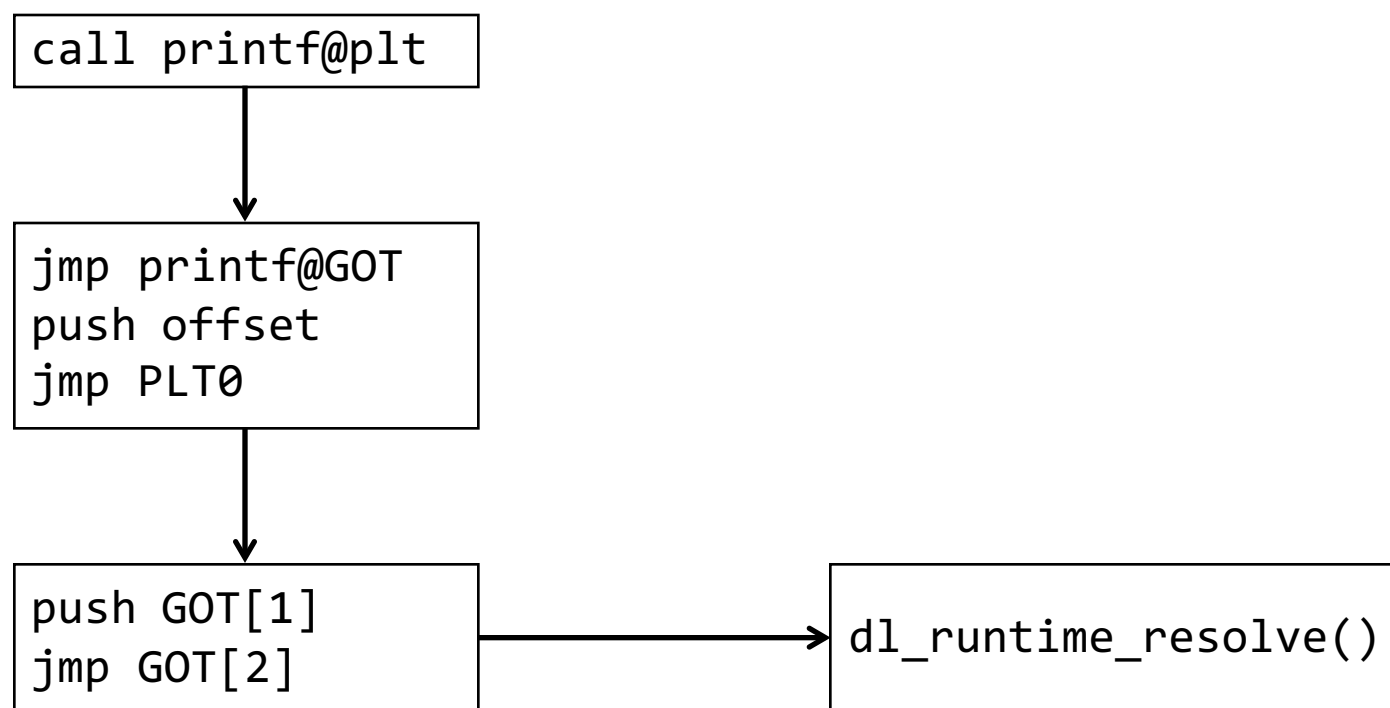 call printf@plt
jmp printf@GOT
push offset
jmp PLT0
push GOT[1]
jmp GOT[2]
dl_runtime_resolve()